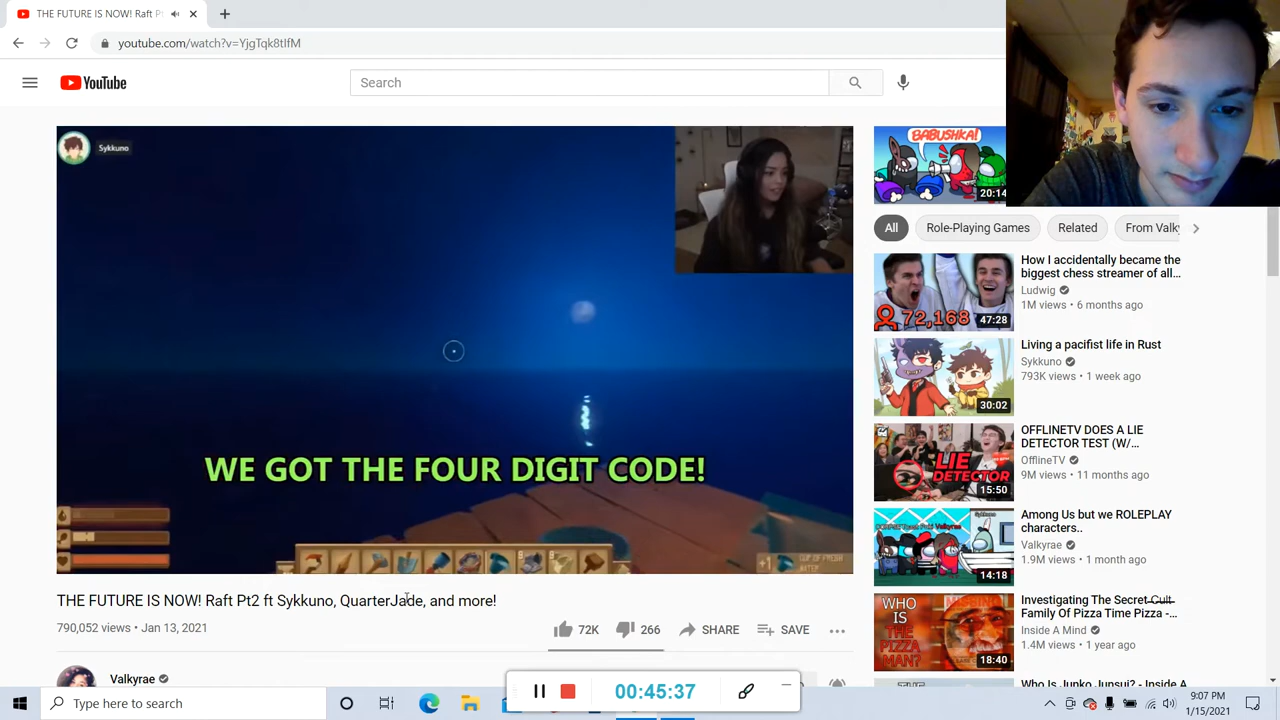 THE FUTURE IS NOW! Raft Pt
youtube.com/watch?v=YjgTqk8tIfM
YouTube
Search
Sykkuno
WE GOT THE FOUR DIGIT CODE!
THE FUTURE IS NOW! Raft Pt2 ft Sykkuno, QuarterJade, and more!
790,052 views • Jan 13, 2021
72K
266
SHARE
SAVE
Valkyrae
BABUSHKA!
20:14
All
Role-Playing Games
Related
From Valky
72,168
47:28
How I accidentally became the
biggest chess streamer of all...
Ludwig
1M views • 6 months ago
30:02
Living a pacifist life in Rust
Sykkuno
793K views • 1 week ago
LIE
DETECTOR
15:50
OFFLINETV DOES A LIE
DETECTOR TEST (W/...
OfflineTV
9M views • 11 months ago
14:18
Among Us but we ROLEPLAY
characters..
Valkyrae
1.9M views • 1 month ago
MISSING
WHO
IS
THE
PIZZA
MAN?
18:40
Investigating The Secret Cult
Family Of Pizza Time Pizza -...
Inside A Mind
1.4M views • 1 year ago
Who Is Junko Junsui? - Inside A
00:45:37
Type here to search
9:07 PM
1/15/2021